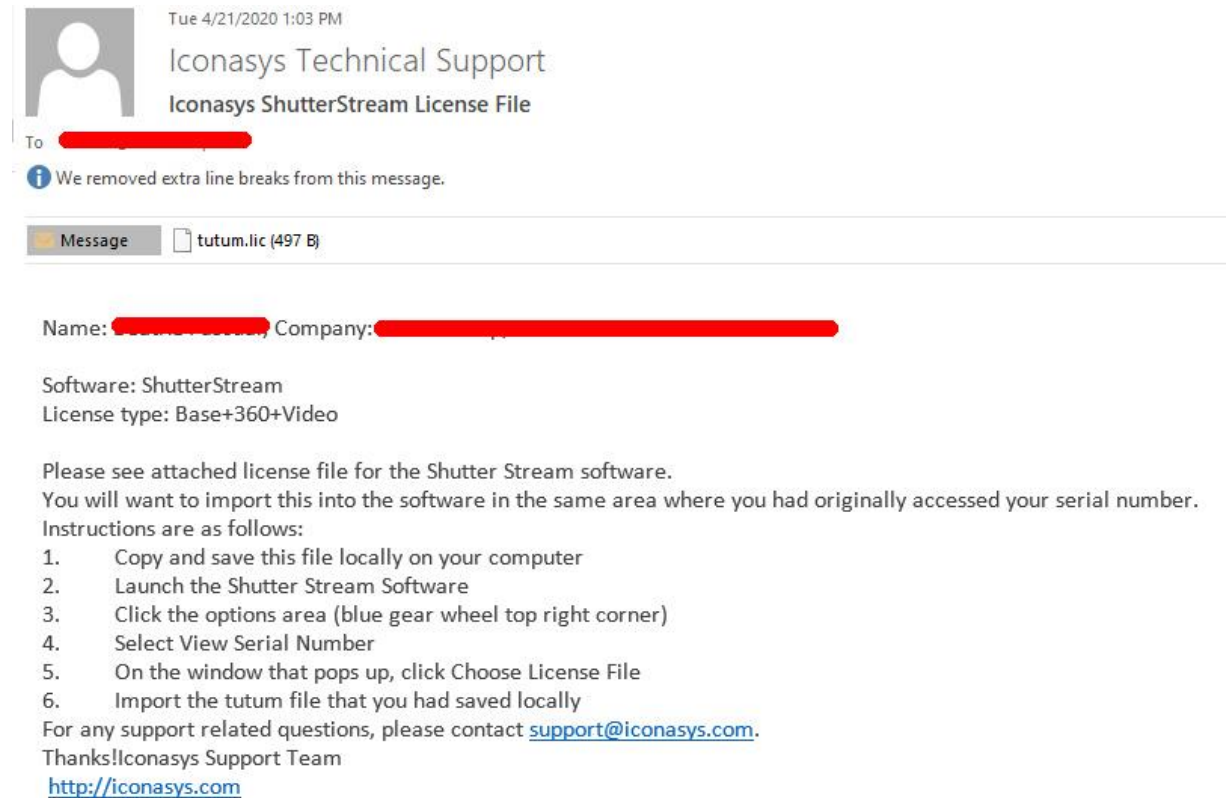 Tue 4/21/2020 1:03 PM
Iconasys Technical Support
Iconasys ShutterStream License File
To
We removed extra line breaks from this message.
Message tutum.lic (497 B)
Name: Company:
Software: ShutterStream
License type: Base+360+Video
Please see attached license file for the Shutter Stream software.
You will want to import this into the software in the same area where you had originally accessed your serial number.
Instructions are as follows:
1. Copy and save this file locally on your computer
2. Launch the Shutter Stream Software
3. Click the options area (blue gear wheel top right corner)
4. Select View Serial Number
5. On the window that pops up, click Choose License File
6. Import the tutum file that you had saved locally
For any support related questions, please contact support@iconasys.com.
Thanks!Iconasys Support Team
http://iconasys.com